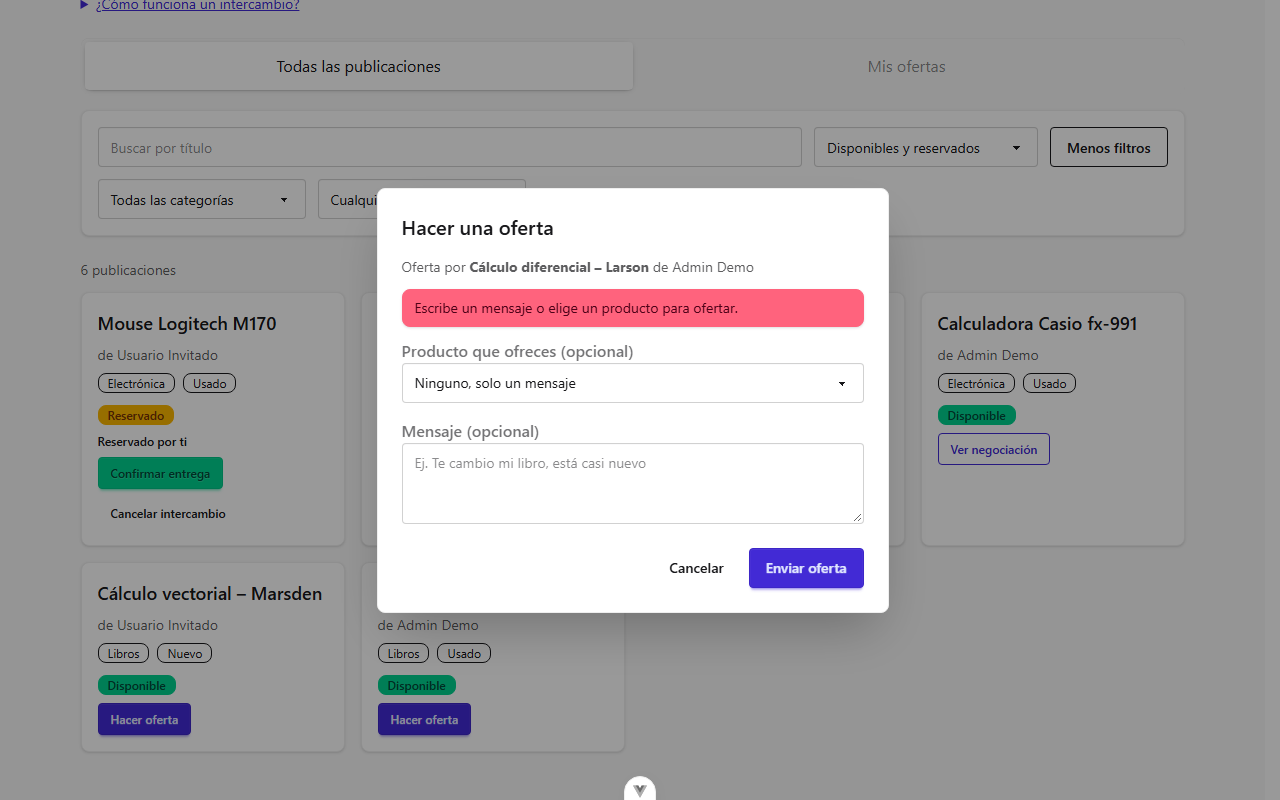 ¿Cómo funciona un intercambio?
Todas las publicaciones
Mis ofertas
Buscar por título
Disponibles y reservados
Menos filtros
Todas las categorías
Cualqui
6 publicaciones
Mouse Logitech M170
de Usuario Invitado
Electrónica
Usado
Reservado
Reservado por ti
Confirmar entrega
Cancelar intercambio
Hacer una oferta
Oferta por Cálculo diferencial – Larson de Admin Demo
Escribe un mensaje o elige un producto para ofertar.
Producto que ofreces (opcional)
Ninguno, solo un mensaje
Mensaje (opcional)
Ej. Te cambio mi libro, está casi nuevo
Cancelar
Enviar oferta
Calculadora Casio fx-991
de Admin Demo
Electrónica
Usado
Disponible
Ver negociación
Cálculo vectorial – Marsden
de Usuario Invitado
Libros
Nuevo
Disponible
Hacer oferta
de Admin Demo
Libros
Usado
Disponible
Hacer oferta